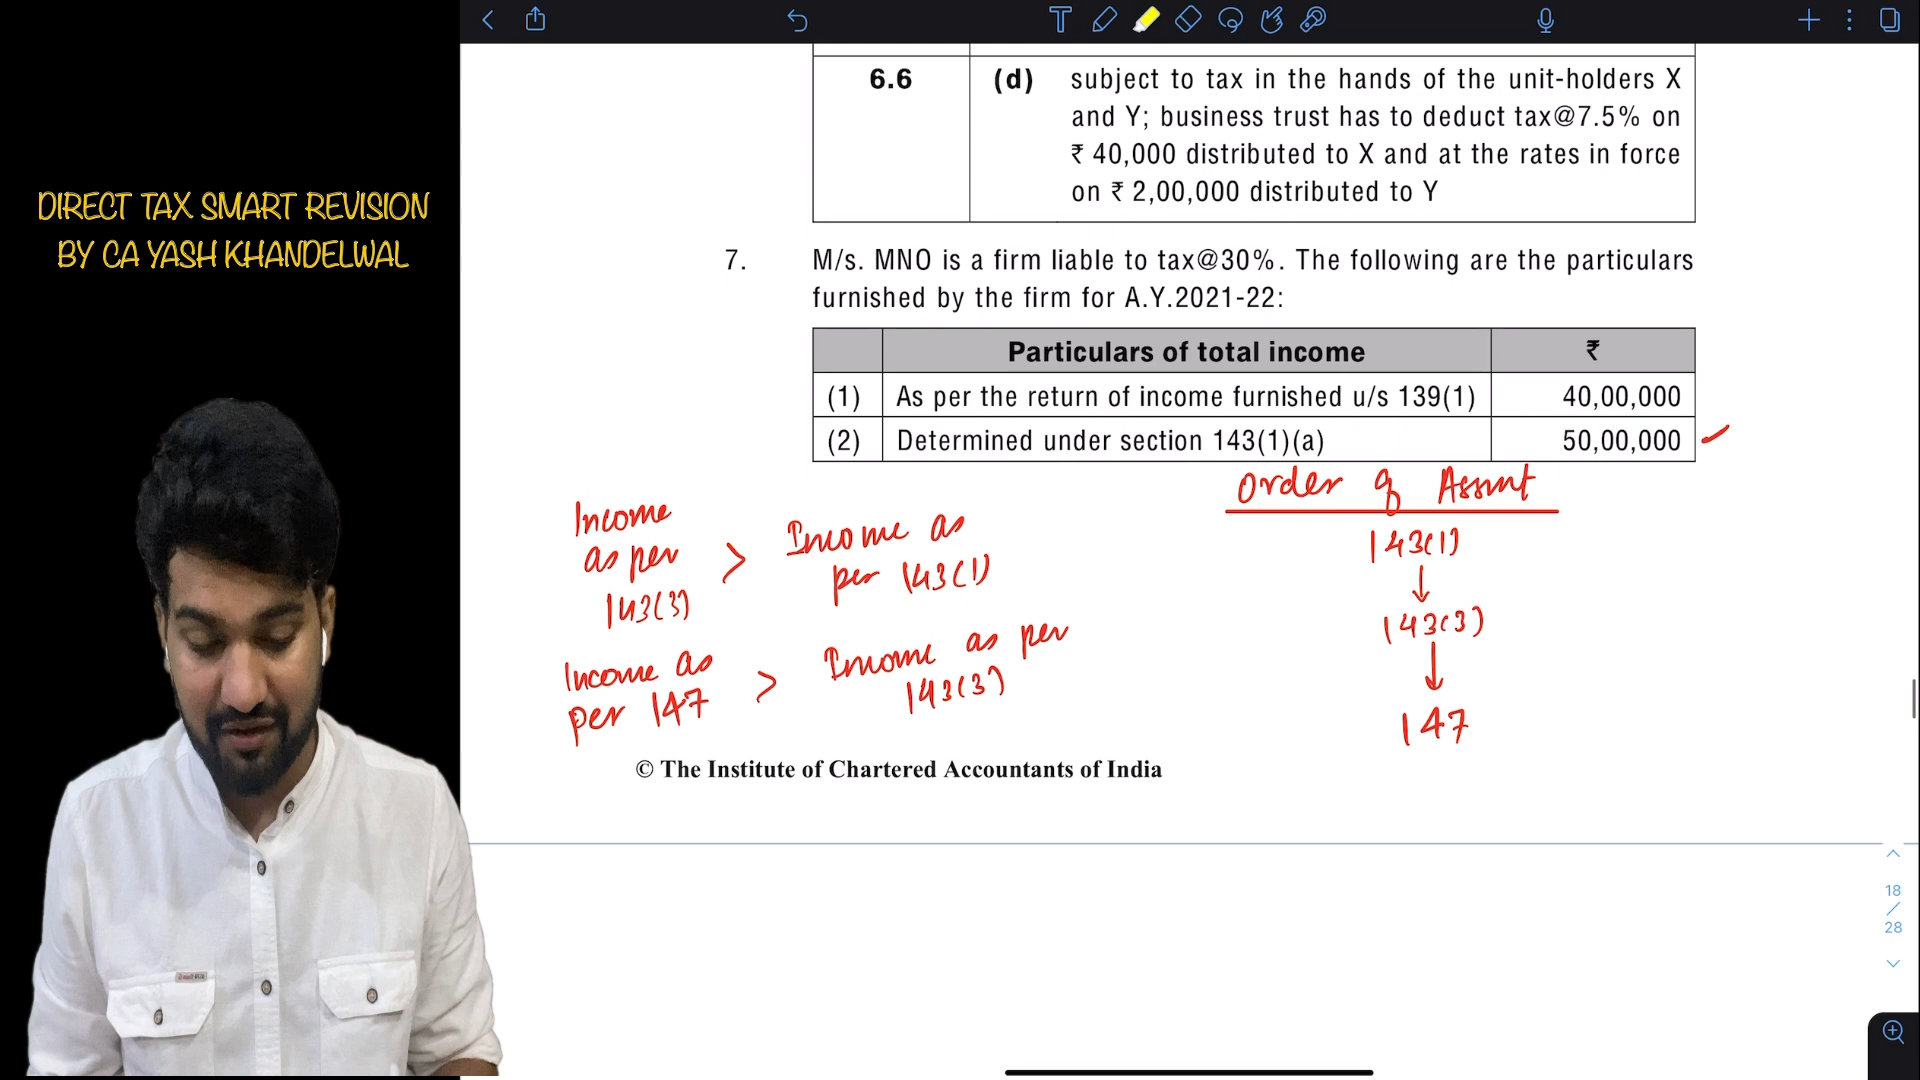 DIRECT TAX SMART REVISION
BY CA YASH KHANDELWAL
6.6 (d) subject to tax in the hands of the unit-holders X
and Y; business trust has to deduct tax@7.5% on
₹ 40,000 distributed to X and at the rates in force
on ₹ 2,00,000 distributed to Y
7. M/s. MNO is a firm liable to tax@30%. The following are the particulars
furnished by the firm for A.Y.2021-22:
Particulars of total income ₹
(1) As per the return of income furnished u/s 139(1) 40,00,000
(2) Determined under section 143(1)(a) 50,00,000
Order of Assmt
143(1)
↓
143(3)
↓
147
Income
as per
143(3)
>
Income as
per 143(1)
Income as
per 147
>
Income as per
143(3)
© The Institute of Chartered Accountants of India
18
/
28